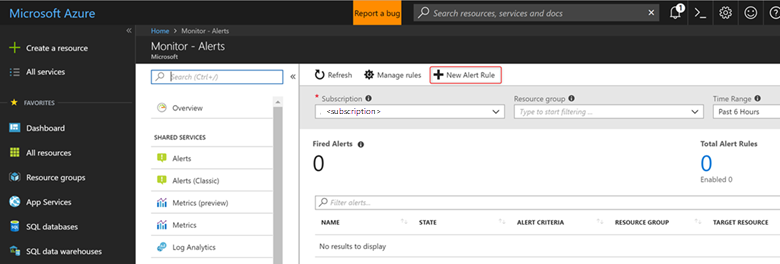 Microsoft Azure
Report a bug
Search resources, services and docs
1
Create a resource
All services
FAVORITES
Dashboard
All resources
Resource groups
App Services
SQL databases
SQL data warehouses
Home > Monitor - Alerts
Monitor - Alerts
Microsoft
Search (Ctrl+/)
Overview
SHARED SERVICES
Alerts
Alerts (Classic)
Metrics (preview)
Metrics
Log Analytics
Refresh
Manage rules
New Alert Rule
* Subscription
<subscription>
Resource group
Type to start filtering ...
Time Range
Past 6 Hours
Fired Alerts
0
Total Alert Rules
0
Enabled 0
Filter alerts...
NAME STATE ALERT CRITERIA RESOURCE GROUP TARGET RESOURCE
No results to display